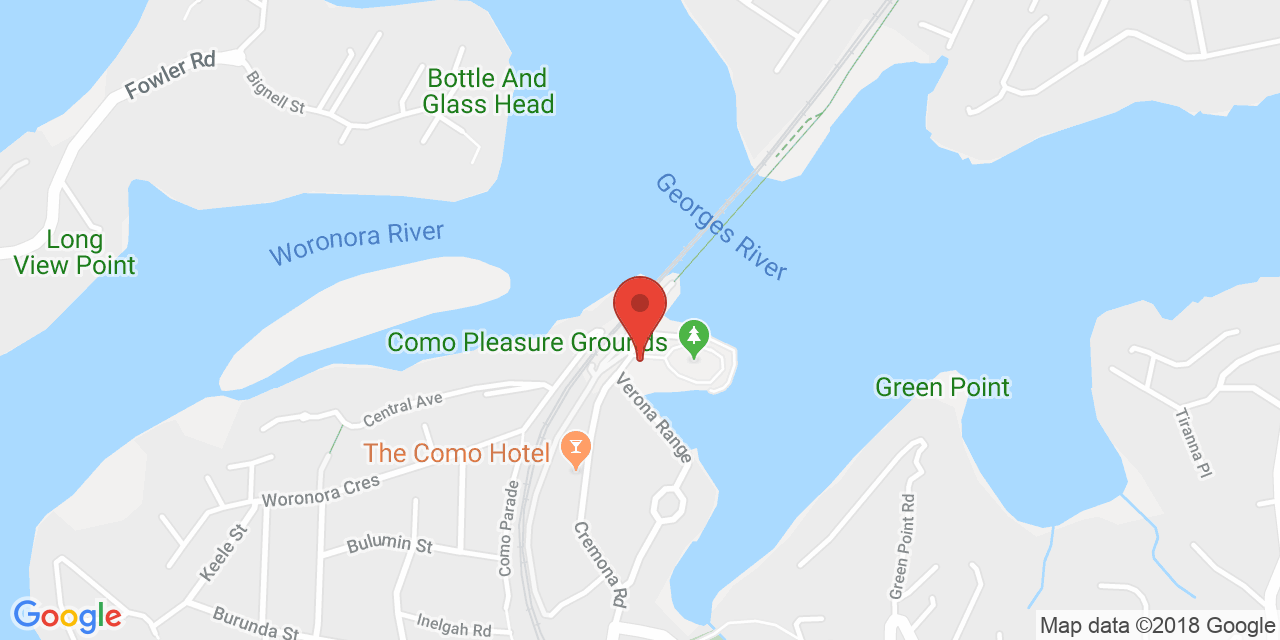 Fowler Rd
Bignell St
Bottle And
Glass Head
Georges River
Woronora River
Long
View Point
Como Pleasure Grounds
Green Point
Verona Range
Central Ave
Tiranna Pl
The Como Hotel
Woronora Cres
Como Parade
Green Point Rd
Keele St
Bulumin St
Cremona Rd
Google
Burunda St
Inelgah Rd
Map data ©2018 Google